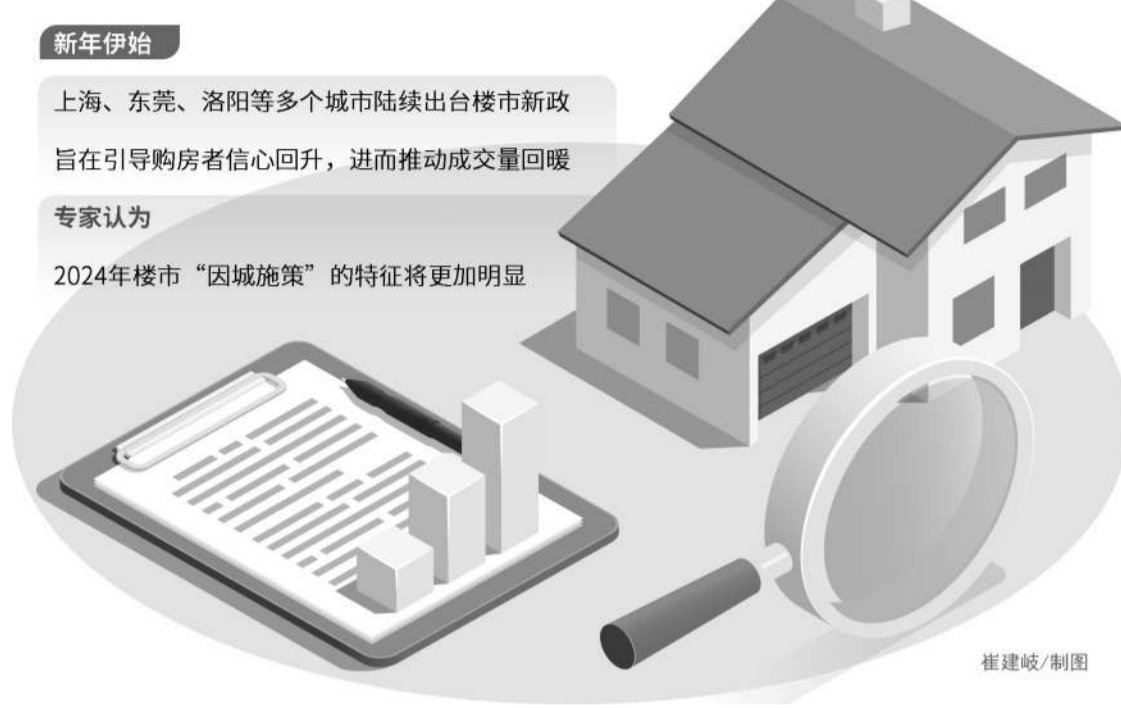 新年伊始
上海、东莞、洛阳等多个城市陆续出台楼市新政
旨在引导购房者信心回升，进而推动成交量回暖
专家认为
2024年楼市“因城施策”的特征将更加明显
崔建岐/制图